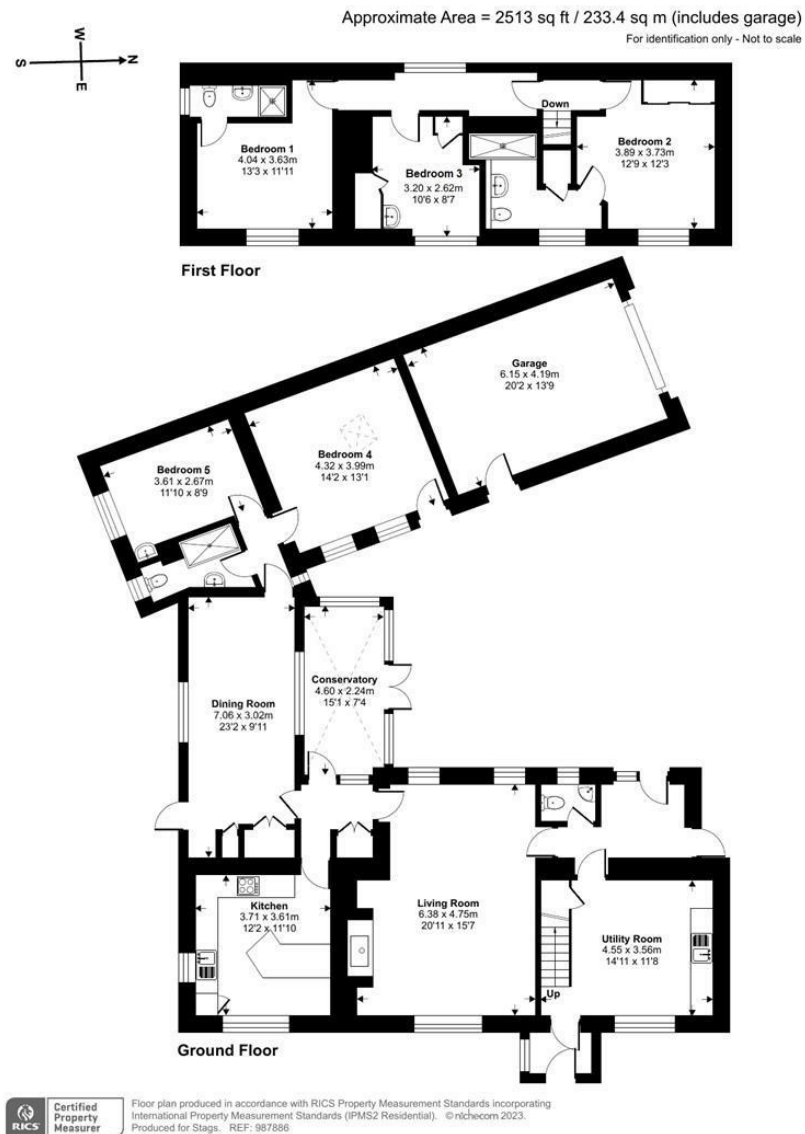 Approximate Area = 2513 sq ft / 233.4 sq m (includes garage)
For identification only - Not to scale
W
S
N
E
Down
Bedroom 1
4.04 x 3.63m
13'3 x 11'11
Bedroom 3
3.20 x 2.62m
10'6 x 8'7
Bedroom 2
3.89 x 3.73m
12'9 x 12'3
First Floor
Garage
6.15 x 4.19m
20'2 x 13'9
Bedroom 4
4.32 x 3.99m
14'2 x 13'1
Bedroom 5
3.61 x 2.67m
11'10 x 8'9
Conservatory
4.60 x 2.24m
15'1 x 7'4
Dining Room
7.06 x 3.02m
23'2 x 9'11
Kitchen
3.71 x 3.61m
12'2 x 11'10
Living Room
6.38 x 4.75m
20'11 x 15'7
Utility Room
4.55 x 3.56m
14'11 x 11'8
Up
Ground Floor
RICS
Certified
Property
Measurer
Floor plan produced in accordance with RICS Property Measurement Standards incorporating
International Property Measurement Standards (IPMS2 Residential). © nichecom 2023.
Produced for Stags. REF: 987886